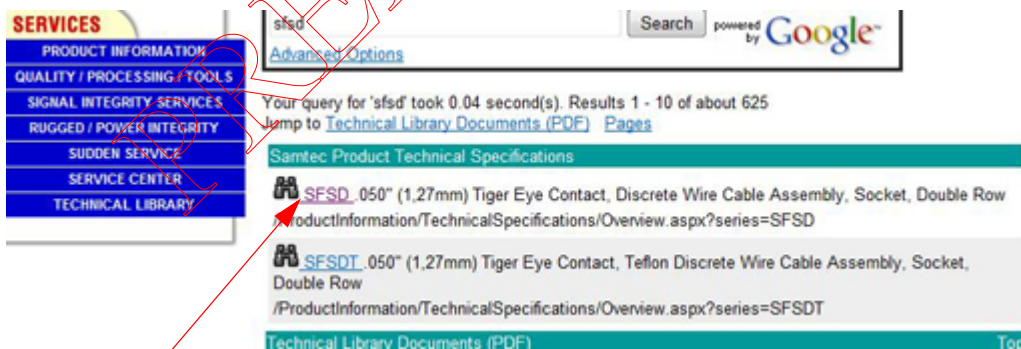 SERVICES
PRODUCT INFORMATION
QUALITY / PROCESSING / TOOLS
SIGNAL INTEGRITY SERVICES
RUGGED / POWER INTEGRITY
SUDDEN SERVICE
SERVICE CENTER
TECHNICAL LIBRARY
sfsd
Search powered by Google
Advanced Options
Your query for 'sfsd' took 0.04 second(s). Results 1 - 10 of about 625
Jump to Technical Library Documents (PDF) Pages
Samtec Product Technical Specifications
SFSD .050" (1,27mm) Tiger Eye Contact, Discrete Wire Cable Assembly, Socket, Double Row
/ProductInformation/TechnicalSpecifications/Overview.aspx?series=SFSD
SFSDT .050" (1,27mm) Tiger Eye Contact, Teflon Discrete Wire Cable Assembly, Socket,
Double Row
/ProductInformation/TechnicalSpecifications/Overview.aspx?series=SFSDT
Technical Library Documents (PDF) Top